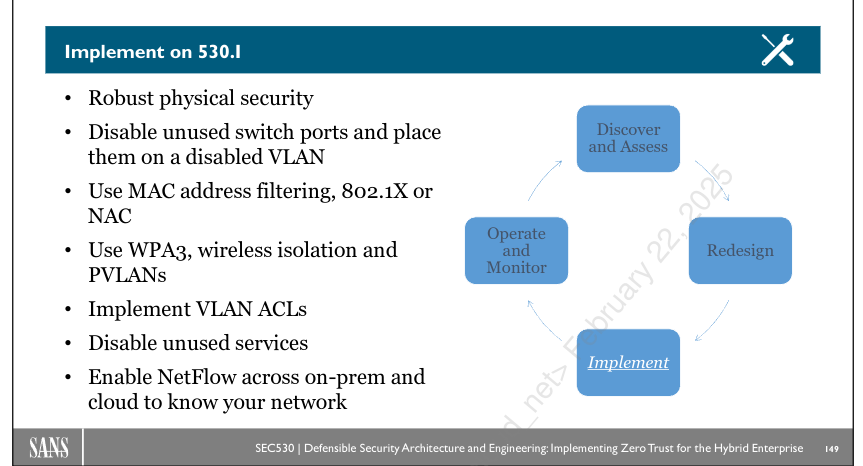 Implement on 530.1
• Robust physical security
• Disable unused switch ports and place
them on a disabled VLAN
• Use MAC address filtering, 802.1X or
NAC
• Use WPA3, wireless isolation and
PVLANs
• Implement VLAN ACLs
• Disable unused services
• Enable NetFlow across on-prem and
cloud to know your network
Discover
and Assess
Redesign
Implement
Operate
and
Monitor
d_net> February 22, 2025
SANS
SEC530 | Defensible Security Architecture and Engineering: Implementing Zero Trust for the Hybrid Enterprise
149